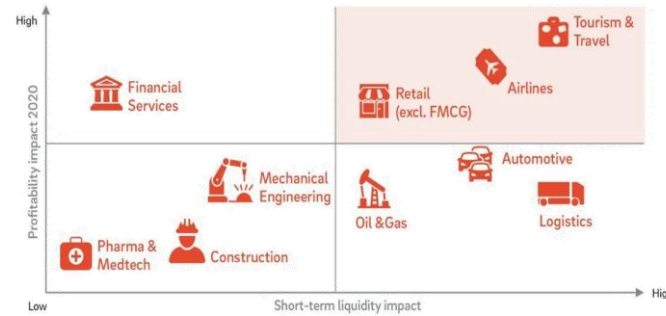 High
Tourism &
Travel
Financial
Services
Airlines
Retail
(excl. FMCG)
Profitability impact 2020
Automotive
Mechanical
Engineering
Oil &Gas
Logistics
Pharma &
Medtech
Construction
Low
Short-term liquidity impact